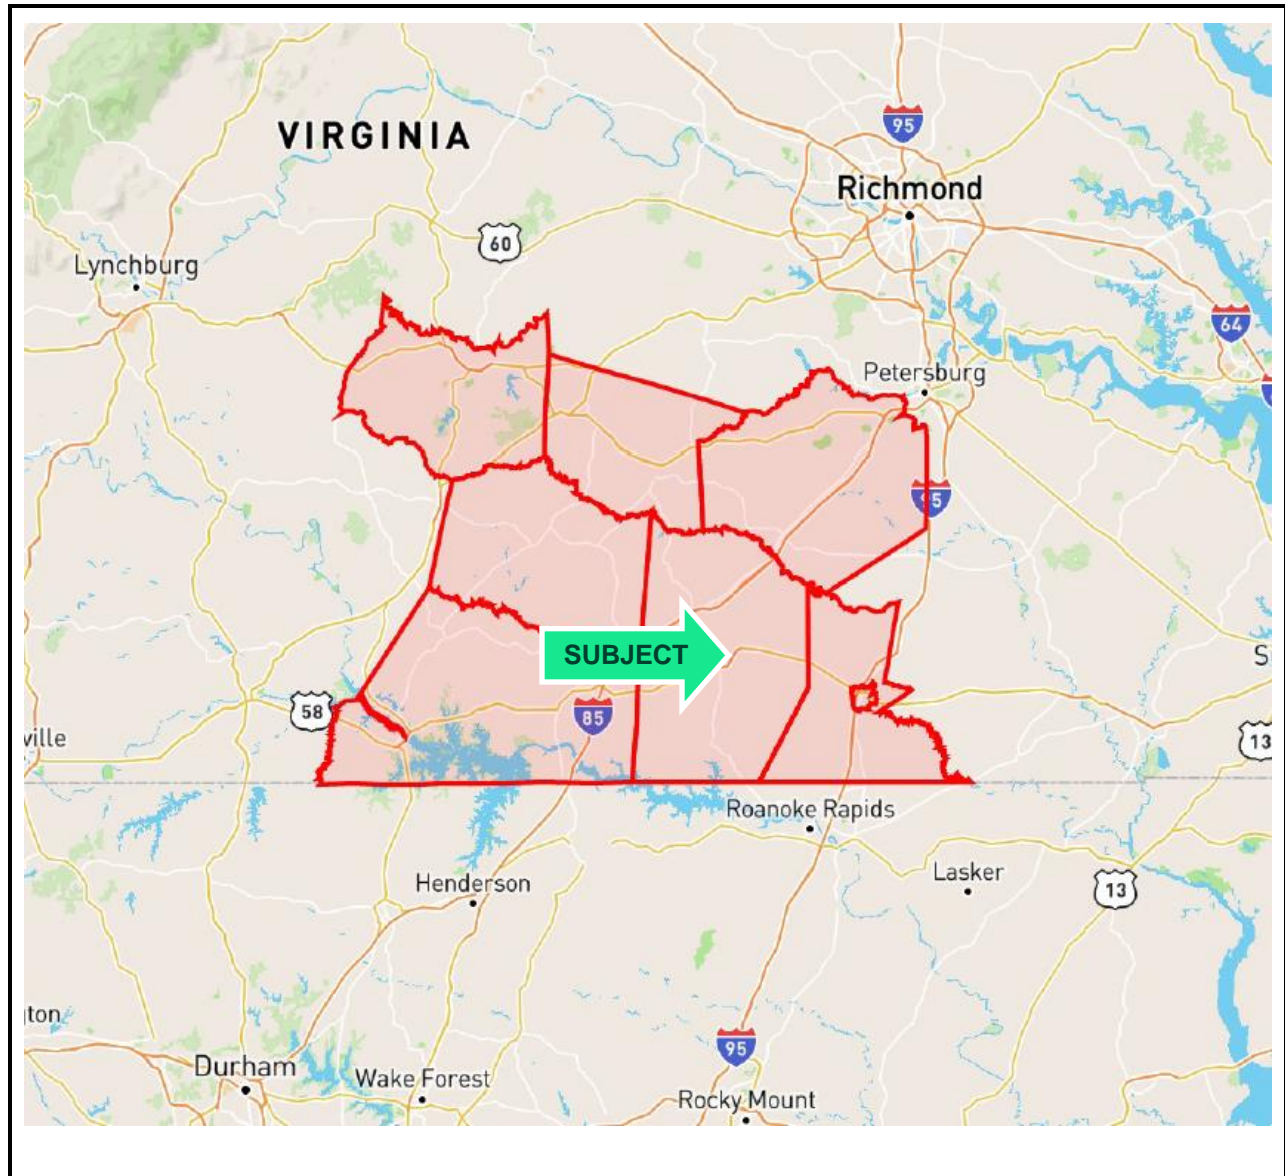 95
VIRGINIA
Richmond
60
Lynchburg
64
Petersburg
95
SUBJECT
S
58
85
ville
13
Roanoke Rapids
Henderson
Lasker
13
ton
95
Durham
Wake Forest
Rocky Mount